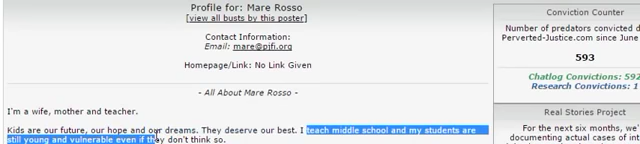 Profile for: Mare Rosso
[view all busts by this poster]
Contact Information:
Email: mare@pjfi.org
Homepage/Link: No Link Given
- All About Mare Rosso -
I'm a wife, mother and teacher.
Kids are our future, our hope and our dreams. They deserve our best. I teach middle school and my students are
still young and vulnerable even if they don't think so.
Conviction Counter
Number of predators convicted d
Perverted-Justice.com since June
593
Chatlog Convictions: 592
Research Convictions: 1
Real Stories Project
For the next six months, we'
documenting actual cases of int